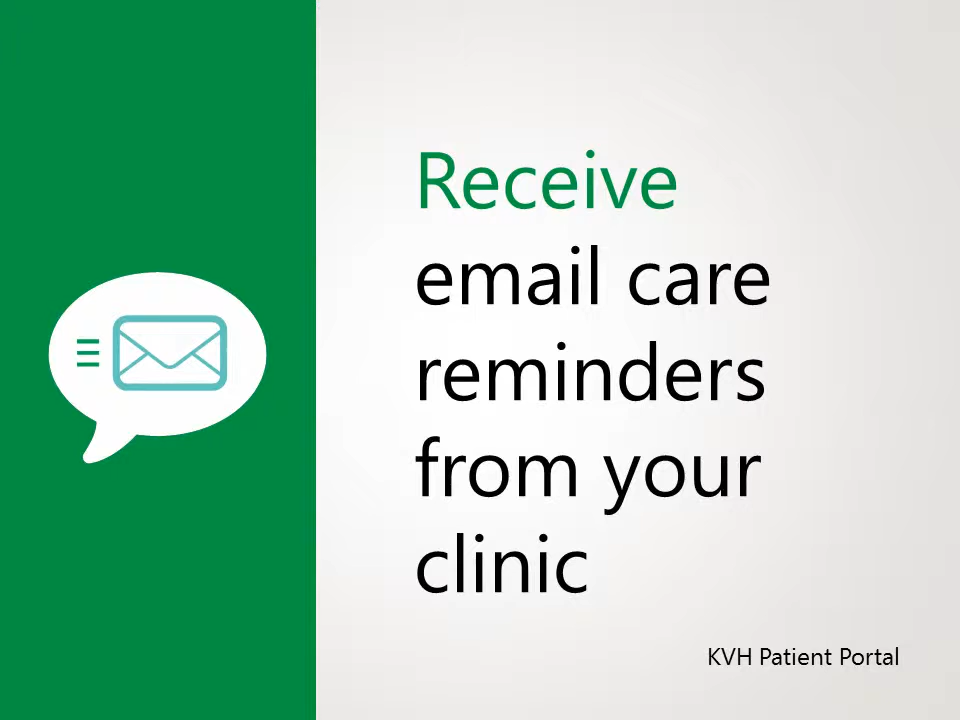 Receive
email care
reminders
from your
clinic
KVH Patient Portal